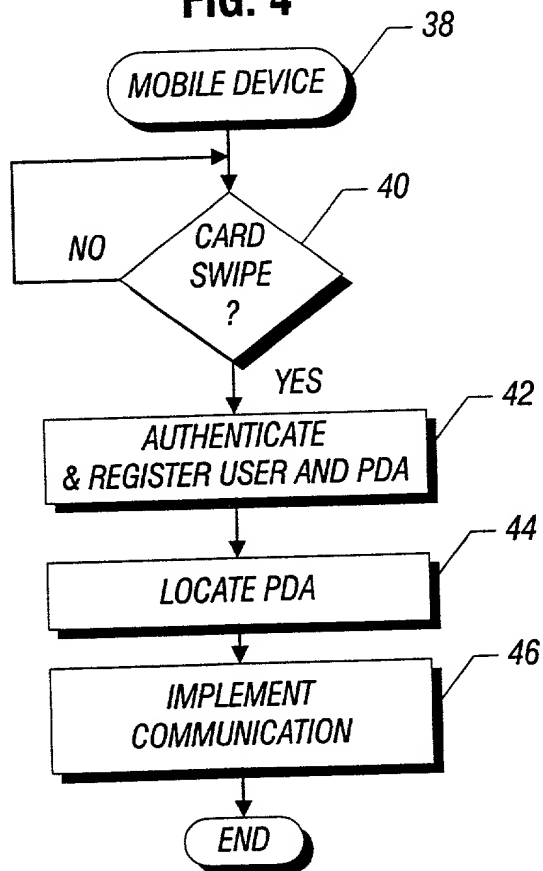 FIG. 4
38
MOBILE DEVICE
40
CARD
SWIPE
?
NO
YES
42
AUTHENTICATE
& REGISTER USER AND PDA
44
LOCATE PDA
46
IMPLEMENT
COMMUNICATION
END